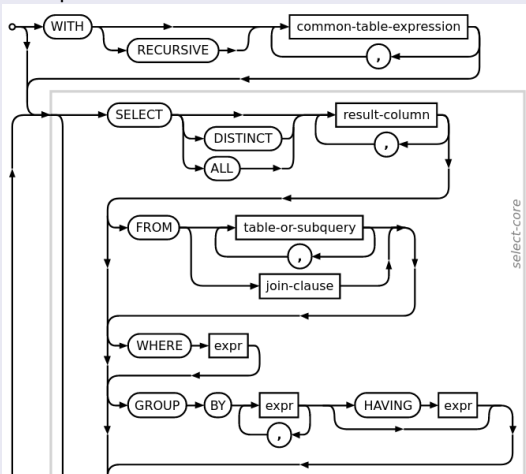 WITH common-table-expression
RECURSIVE ,
SELECT result-column
DISTINCT ,
ALL
FROM table-or-subquery
,
join-clause
select-core
WHERE expr
GROUP BY expr HAVING expr
,